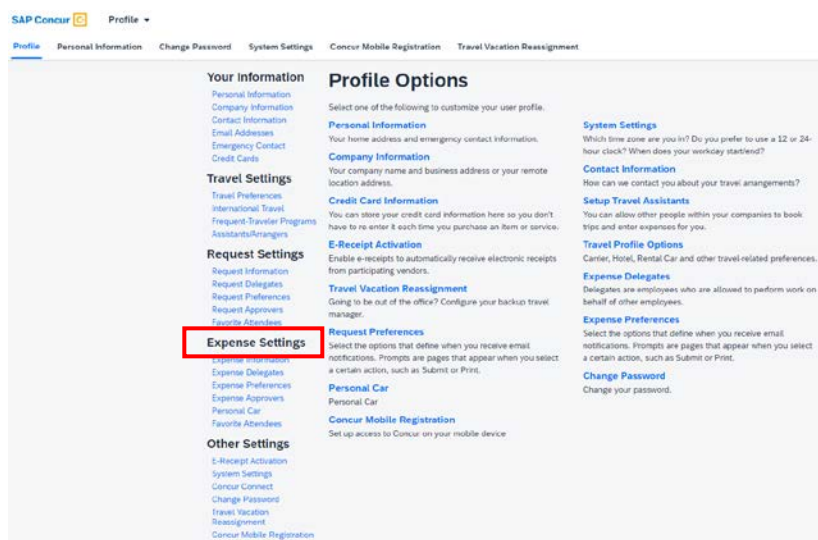 SAP Concur C Profile
Profile Personal Information Change Password System Settings Concur Mobile Registration Travel Vacation Reassignment
Your Information
Personal Information
Company Information
Contact Information
Email Addresses
Emergency Contact
Credit Cards
Travel Settings
Travel Preferences
International Travel
Frequent-Traveler Programs
Assistants/Arrangers
Request Settings
Request Information
Request Delegates
Request Preferences
Request Approvers
Favorite Attendees
Expense Settings
Expense Information
Expense Delegates
Expense Preferences
Expense Approvers
Personal Car
Favorite Attendees
Other Settings
E-Receipt Activation
System Settings
Concur Connect
Change Password
Travel Vacation
Reassignment
Concur Mobile Registration
Profile Options
Select one of the following to customize your user profile.
Personal Information
Your home address and emergency contact information.
Company Information
Your company name and business address or your remote
location address.
Credit Card Information
You can store your credit card information here so you don't
have to re-enter it each time you purchase an item or service.
E-Receipt Activation
Enable e-receipts to automatically receive electronic receipts
from participating vendors.
Travel Vacation Reassignment
Going to be out of the office? Configure your backup travel
manager.
Request Preferences
Select the options that define when you receive email
notifications. Prompts are pages that appear when you select
a certain action, such as Submit or Print.
Personal Car
Personal Car
Concur Mobile Registration
Set up access to Concur on your mobile device
System Settings
Which time zone are you in? Do you prefer to use a 12 or 24-
hour clock? When does your workday start/end?
Contact Information
How can we contact you about your travel arrangements?
Setup Travel Assistants
You can allow other people within your companies to book
trips and enter expenses for you.
Travel Profile Options
Carrier, Hotel, Rental Car and other travel-related preferences.
Expense Delegates
Delegates are employees who are allowed to perform work on
behalf of other employees.
Expense Preferences
Select the options that define when you receive email
notifications. Prompts are pages that appear when you select
a certain action, such as Submit or Print.
Change Password
Change your password.